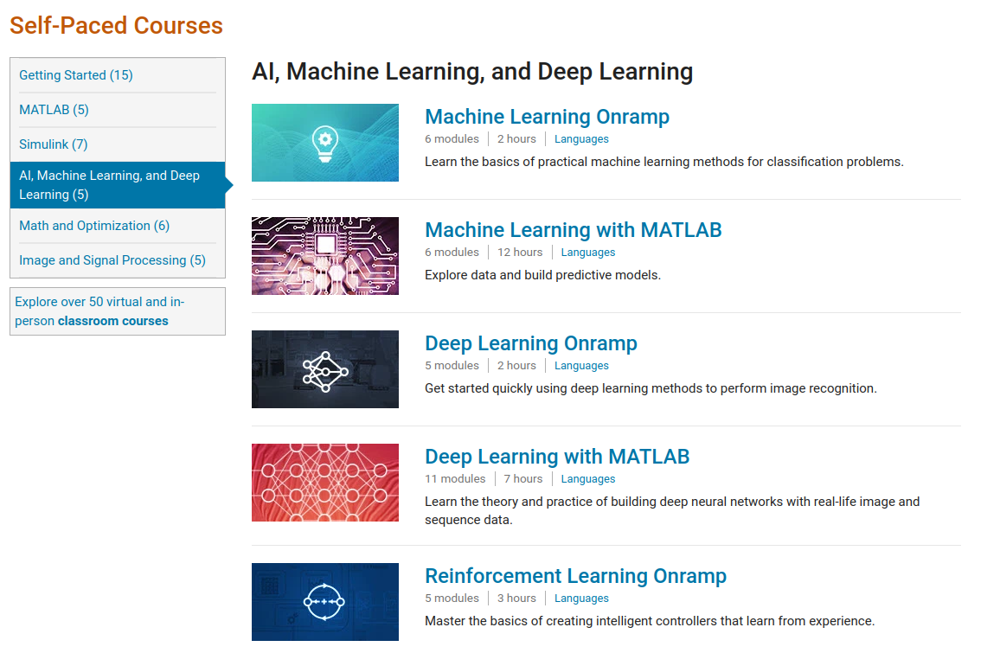 Self-Paced Courses
Getting Started (15)
MATLAB (5)
Simulink (7)
AI, Machine Learning, and Deep
Learning (5)
Math and Optimization (6)
Image and Signal Processing (5)
Explore over 50 virtual and in-
person classroom courses
AI, Machine Learning, and Deep Learning
Machine Learning Onramp
6 modules 2 hours Languages
Learn the basics of practical machine learning methods for classification problems.
Machine Learning with MATLAB
6 modules 12 hours Languages
Explore data and build predictive models.
Deep Learning Onramp
5 modules 2 hours Languages
Get started quickly using deep learning methods to perform image recognition.
Deep Learning with MATLAB
11 modules 7 hours Languages
Learn the theory and practice of building deep neural networks with real-life image and
sequence data.
Reinforcement Learning Onramp
5 modules 3 hours Languages
Master the basics of creating intelligent controllers that learn from experience.